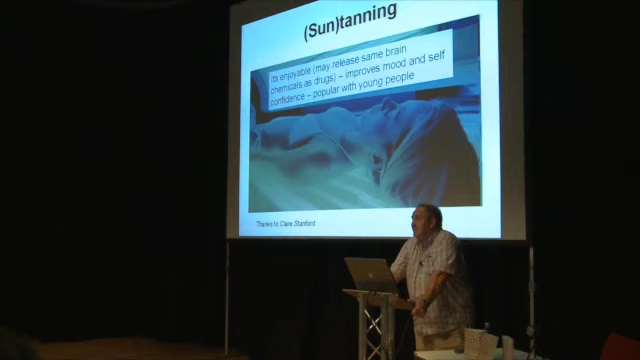 (Sun)tanning
Its enjoyable (may release same brain
chemicals as drugs) – improves mood and self
confidence – popular with young people
Thanks to Clare Stanford